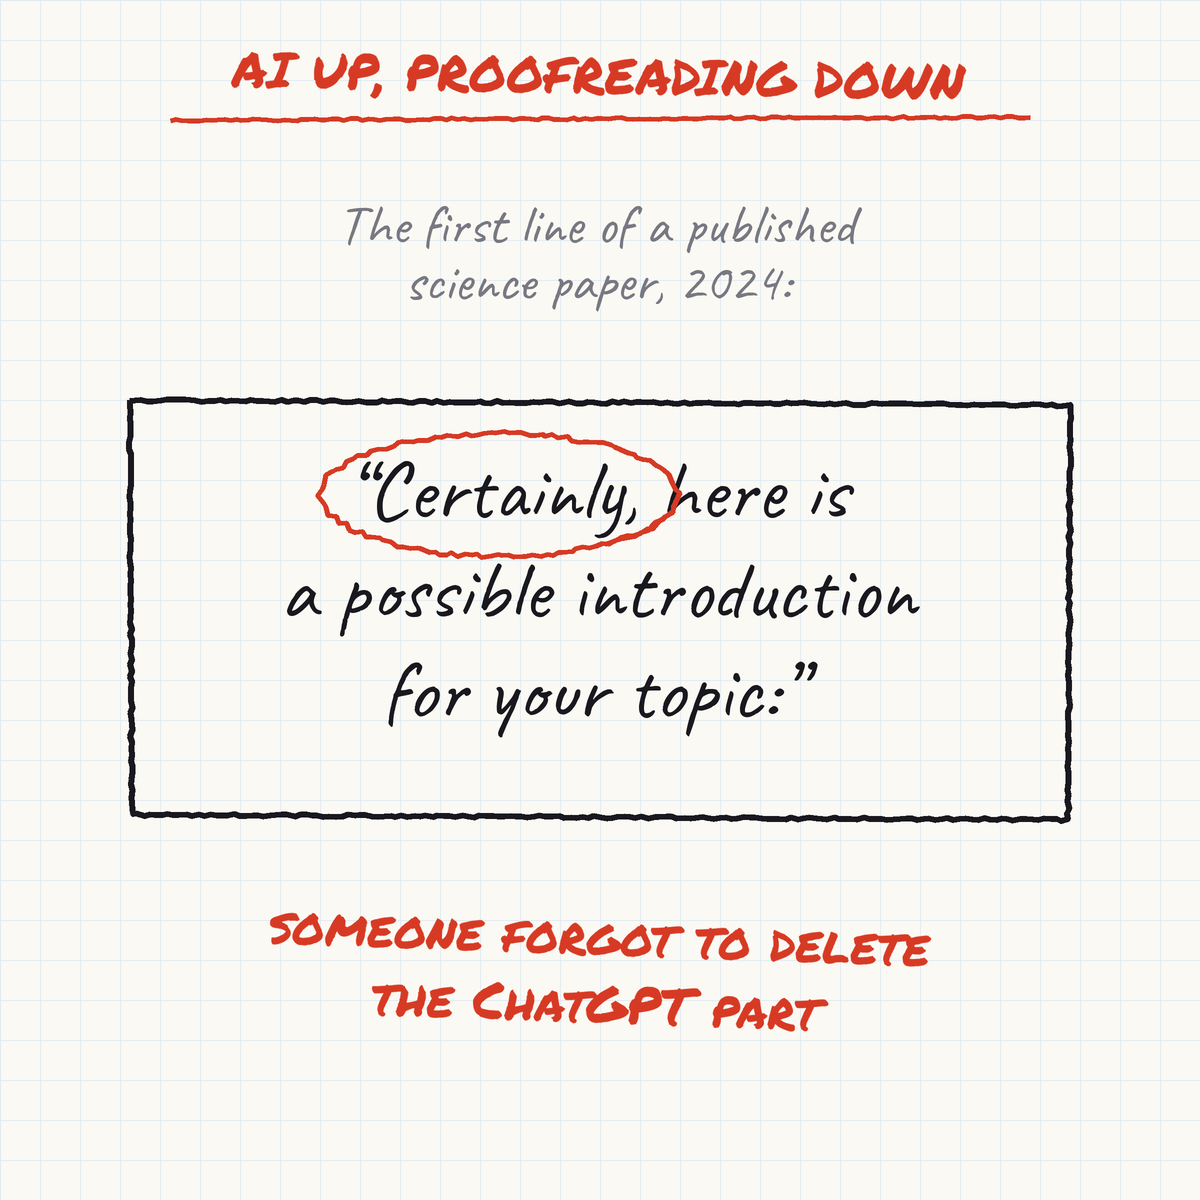 AI UP, PROOFREADING DOWN
The first line of a published
science paper, 2024:
“Certainly, here is
a possible introduction
for your topic:”
SOMEONE FORGOT TO DELETE
THE CHATGPT PART